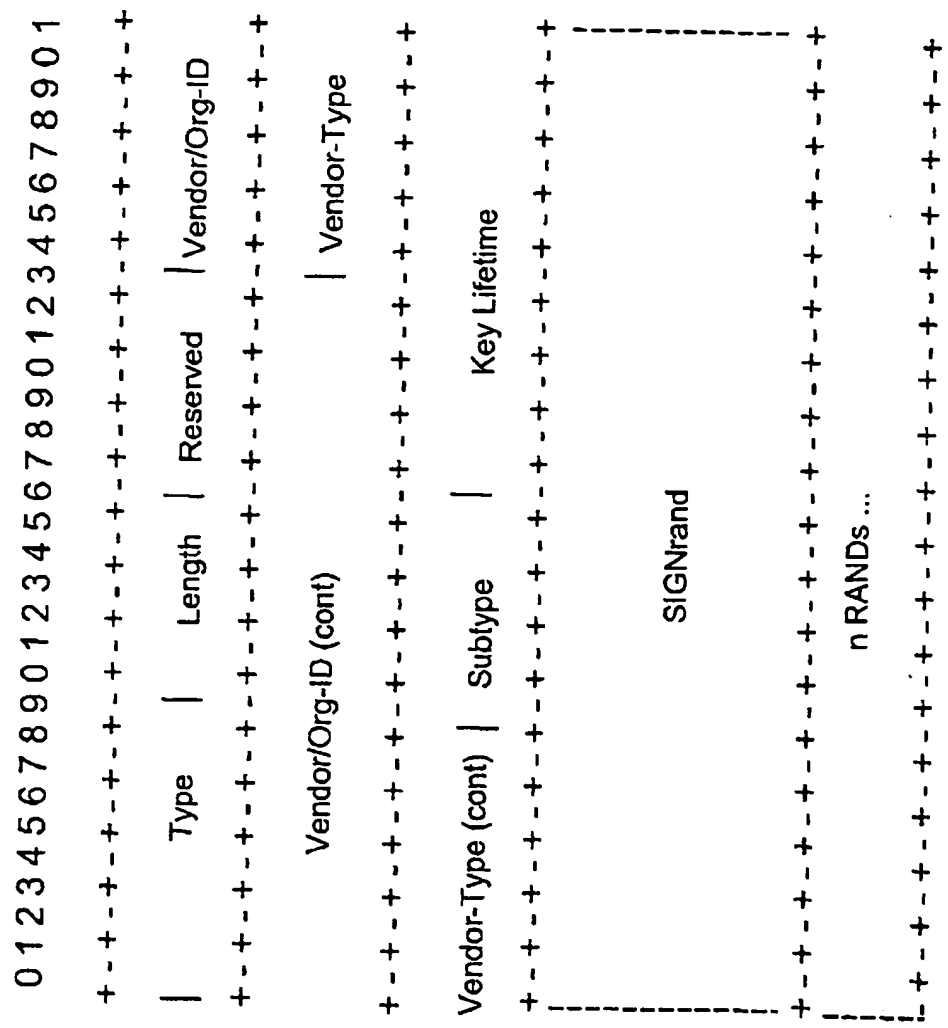 0 1 2 3 4 5 6 7 8 9 0 1 2 3 4 5 6 7 8 9 0 1 2 3 4 5 6 7 8 9 0 1
+ - + - + - + - + - + - + - + - + - + - + - + - + - + - + - + - + - +
| Type | Length | Reserved | Vendor/Org-ID
+ - + - + - + - + - + - + - + - + - + - + - + - + - + - + - + - + - +
Vendor/Org-ID (cont) | Vendor-Type
+ - + - + - + - + - + - + - + - + - + - + - + - + - + - + - + - + - +
Vendor-Type (cont) | Subtype | Key Lifetime
+ - + - + - + - + - + - + - + - + - + - + - + - + - + - + - + - + - +
SIGNrand
+ - + - + - + - + - + - + - + - + - + - + - + - + - + - + - + - + - +
n RANDs ...
+ - + - + - + - + - + - + - + - + - + - + - + - + - + - + - + - + - +